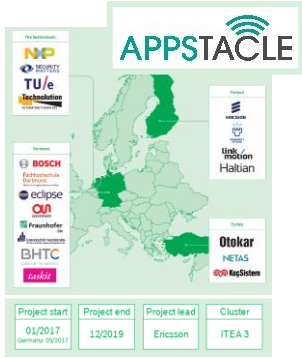 APPSTACLE
The Netherlands
NXP
SECURITY
MATTERS
TU/e
Technolution
Finland
ERICSSON
Link
motion
Haltian
Germany
BOSCH
Fachhochschule
Dortmund
eclipse
Fraunhofer
BHTC
taskit
Turkey
Otokar
NETAS
KoçSistem
Project start
01/2017
Germany: 05/2017
Project end
12/2019
Project lead
Ericsson
Cluster
ITEA 3